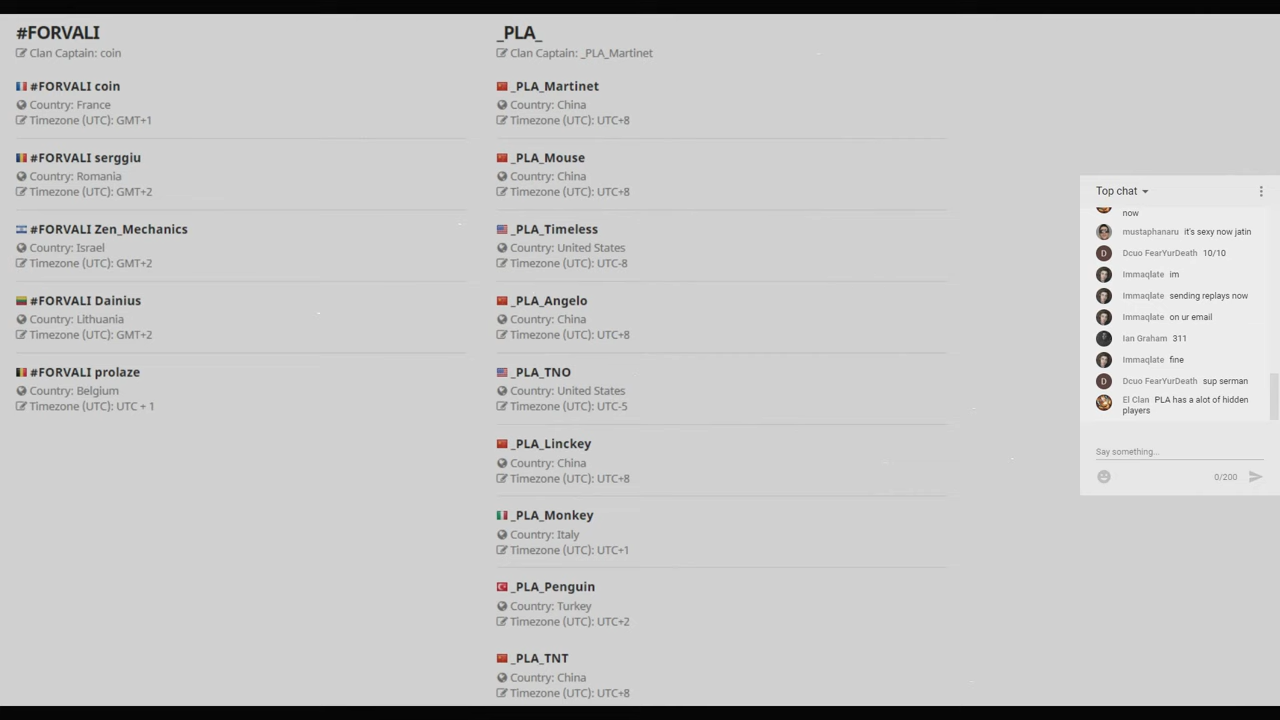 #FORVALI
Clan Captain: coin
#FORVALI coin
Country: France
Timezone (UTC): GMT+1
#FORVALI serggiu
Country: Romania
Timezone (UTC): GMT+2
#FORVALI Zen_Mechanics
Country: Israel
Timezone (UTC): GMT+2
#FORVALI Dainius
Country: Lithuania
Timezone (UTC): GMT+2
#FORVALI prolaze
Country: Belgium
Timezone (UTC): UTC + 1
_PLA_
Clan Captain: _PLA_Martinet
_PLA_Martinet
Country: China
Timezone (UTC): UTC+8
_PLA_Mouse
Country: China
Timezone (UTC): UTC+8
_PLA_Timeless
Country: United States
Timezone (UTC): UTC-8
_PLA_Angelo
Country: China
Timezone (UTC): UTC+8
_PLA_TNO
Country: United States
Timezone (UTC): UTC-5
_PLA_Linckey
Country: China
Timezone (UTC): UTC+8
_PLA_Monkey
Country: Italy
Timezone (UTC): UTC+1
_PLA_Penguin
Country: Turkey
Timezone (UTC): UTC+2
_PLA_TNT
Country: China
Timezone (UTC): UTC+8
Top chat
now
mustaphanaru it's sexy now jatin
D Dcuo FearYurDeath 10/10
Immaqlate im
Immaqlate sending replays now
Immaqlate on ur email
Ian Graham 311
Immaqlate fine
D Dcuo FearYurDeath sup serman
El Clan PLA has a alot of hidden
players
Say something...
0/200